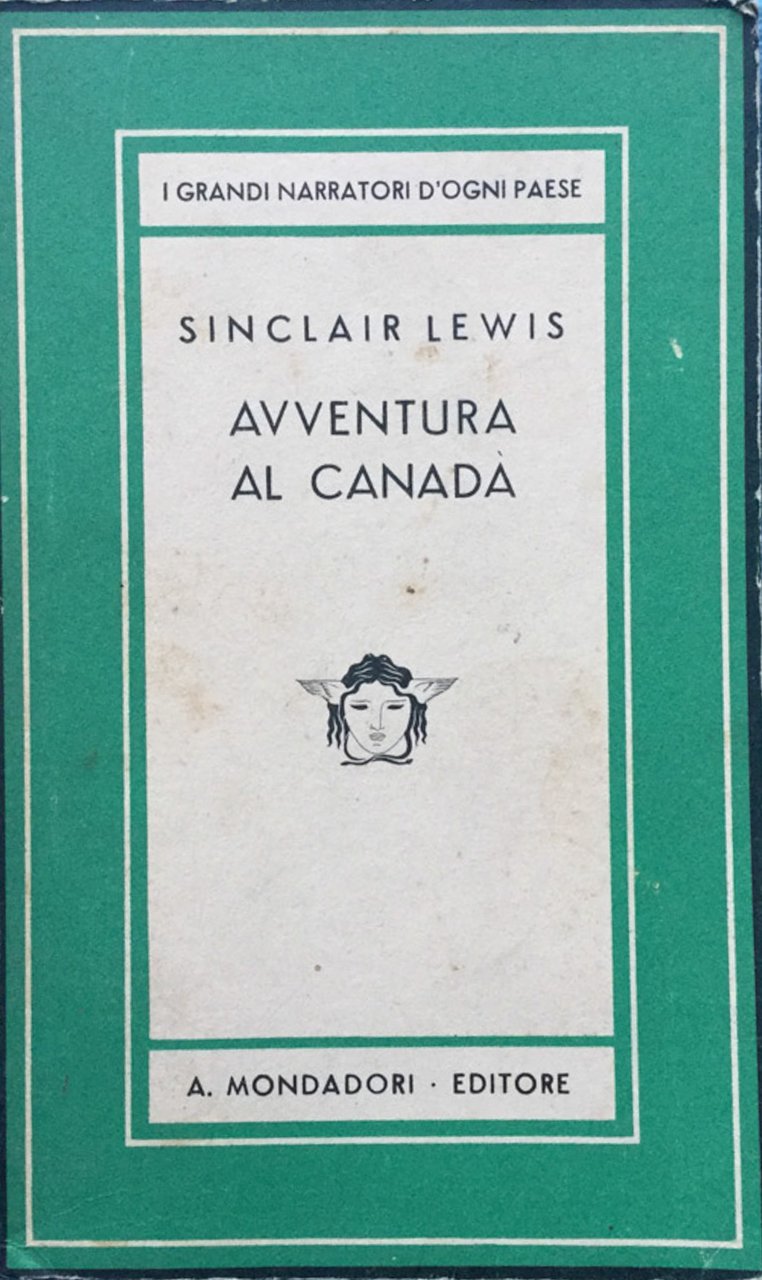 I GRANDI NARRATORI D'OGNI PAESE
SINCLAIR LEWIS
AVVENTURA
AL CANADÀ
A. MONDADORI · EDITORE